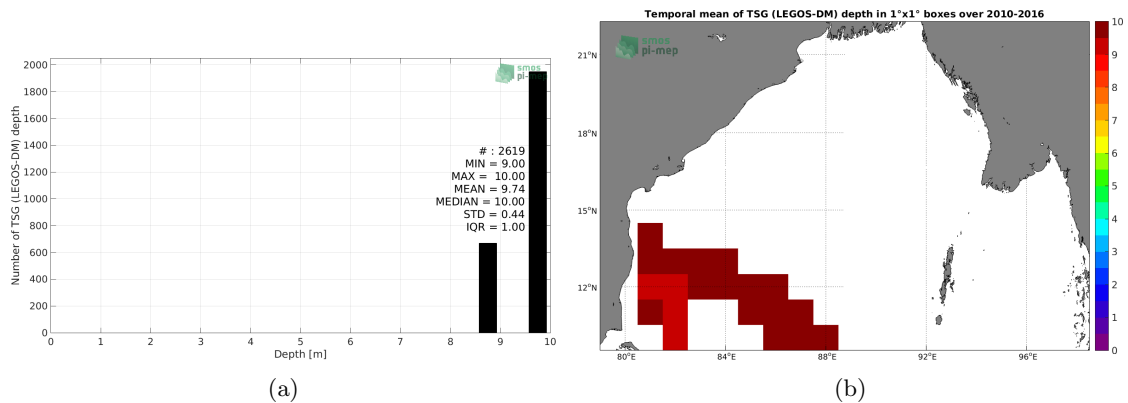 smos
pi-mep
Number of TSG (LEGOS-DM) depth
2000
1800
1600
1400
1200
1000
800
600
400
200
0
# : 2619
MIN = 9.00
MAX = 10.00
MEAN = 9.74
MEDIAN = 10.00
STD = 0.44
IQR = 1.00
0 1 2 3 4 5 6 7 8 9 10
Depth [m]
(a)
Temporal mean of TSG (LEGOS-DM) depth in 1°x1° boxes over 2010-2016
smos
pi-mep
21°N
18°N
15°N
12°N
80°E 84°E 88°E 92°E 96°E
10
9
8
7
6
5
4
3
2
1
0
(b)